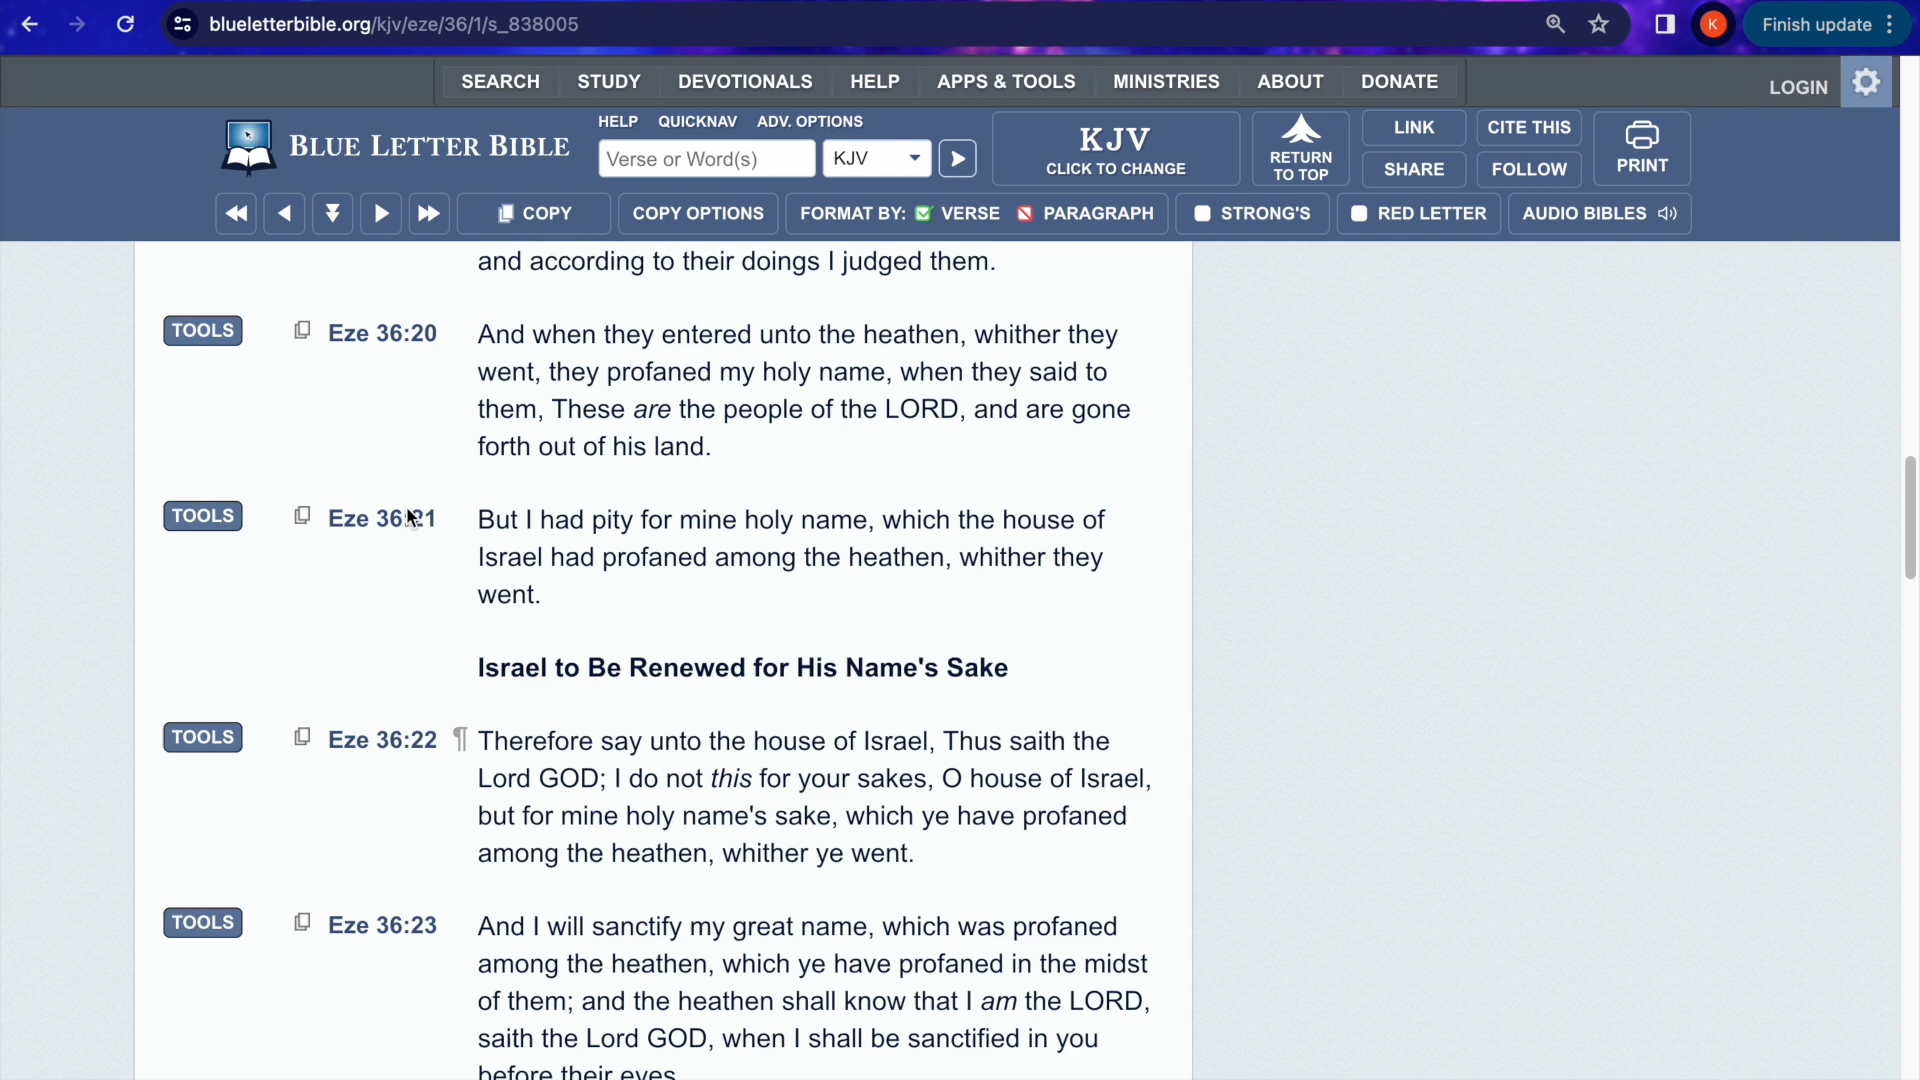 blueletterbible.org/kjv/eze/36/1/s_838005
K
Finish update
SEARCH STUDY DEVOTIONALS HELP APPS & TOOLS MINISTRIES ABOUT DONATE
LOGIN
BLUE LETTER BIBLE
HELP QUICKNAV ADV. OPTIONS
Verse or Word(s) KJV
KJV
CLICK TO CHANGE
RETURN
TO TOP
LINK CITE THIS
SHARE FOLLOW
PRINT
COPY COPY OPTIONS FORMAT BY: VERSE PARAGRAPH STRONG'S RED LETTER AUDIO BIBLES
and according to their doings I judged them.
TOOLS Eze 36:20 And when they entered unto the heathen, whither they
went, they profaned my holy name, when they said to
them, These are the people of the LORD, and are gone
forth out of his land.
TOOLS Eze 36:21 But I had pity for mine holy name, which the house of
Israel had profaned among the heathen, whither they
went.
Israel to Be Renewed for His Name's Sake
TOOLS Eze 36:22 ¶ Therefore say unto the house of Israel, Thus saith the
Lord GOD; I do not this for your sakes, O house of Israel,
but for mine holy name's sake, which ye have profaned
among the heathen, whither ye went.
TOOLS Eze 36:23 And I will sanctify my great name, which was profaned
among the heathen, which ye have profaned in the midst
of them; and the heathen shall know that I am the LORD,
saith the Lord GOD, when I shall be sanctified in you
before their eyes.